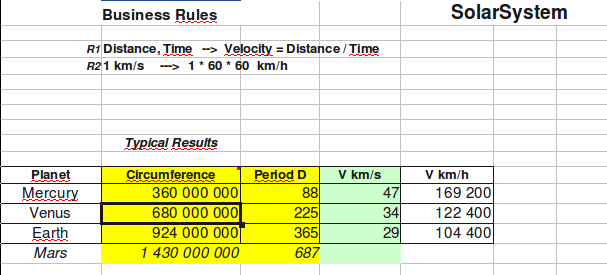 Business Rules SolarSystem
R1 Distance, Time --> Velocity = Distance / Time
R2 1 km/s ---> 1 * 60 * 60 km/h
Typical Results
Planet Circumference Period D V km/s V km/h
Mercury 360 000 000 88 47 169 200
Venus 680 000 000 225 34 122 400
Earth 924 000 000 365 29 104 400
Mars 1 430 000 000 687